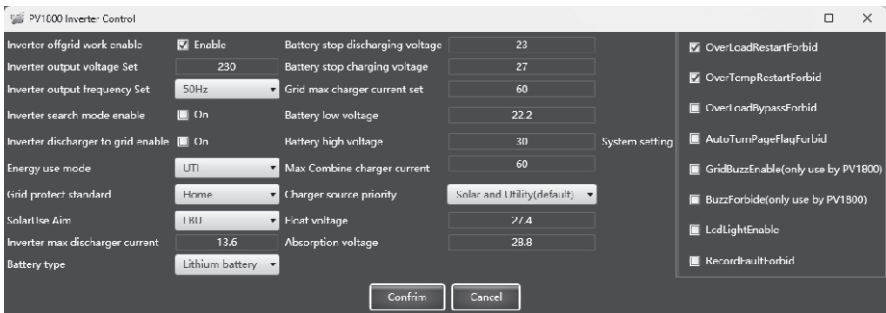 PV1800 Inverter Control
Inverter offgrid work enable Enable Battery stop discharging voltage 23
Inverter output voltage Set 230 Battery stop charging voltage 27
Inverter output frequency Set 50Hz Grid max charger current set 60
Inverter search mode enable On Battery low voltage 22.2
Inverter discharger to grid enable On Battery high voltage 30
Energy use mode UTI Max Combine charger current 60
Grid protect standard Home Charger source priority Solar and Utility(default)
SolarUse Aim LBU Float voltage 27.4
Inverter max discharger current 13.6 Absorption voltage 28.8
Battery type Lithium battery
System setting
OverLoadRestartForbid
OverTempRestartForbid
OverLoadBypassForbid
AutoTurnPageFlagForbid
GridBuzzEnable(only use by PV1800)
BuzzForbide(only use by PV1800)
LcdLightEnable
RecordFaultForbid
Confrim Cancel